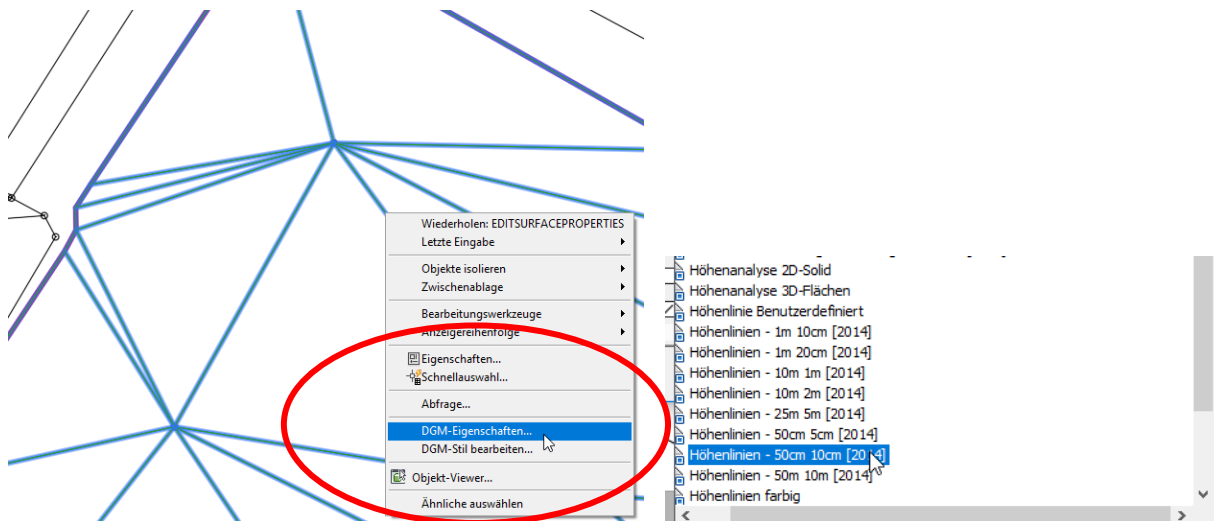 Wiederholen: EDITSURFACEPROPERTIES
Letzte Eingabe
Objekte isolieren
Zwischenablage
Bearbeitungswerkzeuge
Anzeigereihenfolge
Eigenschaften...
Schnellauswahl...
Abfrage...
DGM-Eigenschaften...
DGM-Stil bearbeiten...
Objekt-Viewer...
Ähnliche auswählen
Höhenanalyse 2D-Solid
Höhenanalyse 3D-Flächen
Höhenlinie Benutzerdefiniert
Höhenlinien - 1m 10cm [2014]
Höhenlinien - 1m 20cm [2014]
Höhenlinien - 10m 1m [2014]
Höhenlinien - 10m 2m [2014]
Höhenlinien - 25m 5m [2014]
Höhenlinien - 50cm 5cm [2014]
Höhenlinien - 50cm 10cm [2014]
Höhenlinien - 50m 10m [2014]
Höhenlinien farbig